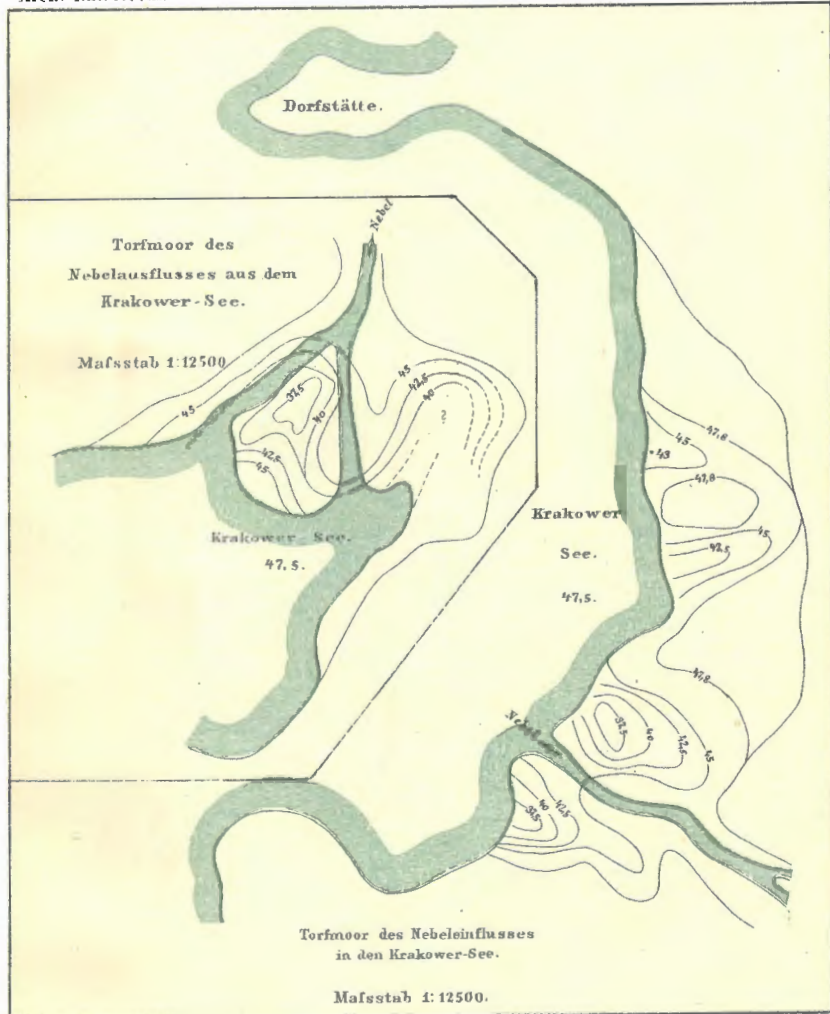 Dorfstätte.
Nebel
Torfmoor des
Nebelausflusses aus dem
Krakower-See.
Mafsstab 1:12500
45
42,5
40
37,5
40
45
42,5
45
?
Krakower-See.
47,5.
Krakower
See.
47,5.
47,8
45
43
47,8
45
42,5
47,8
37,5
40
42,5
45
40
42,5
37,5
Torfmoor des Nebeleinflusses
in den Krakower-See.
Mafsstab 1:12500.